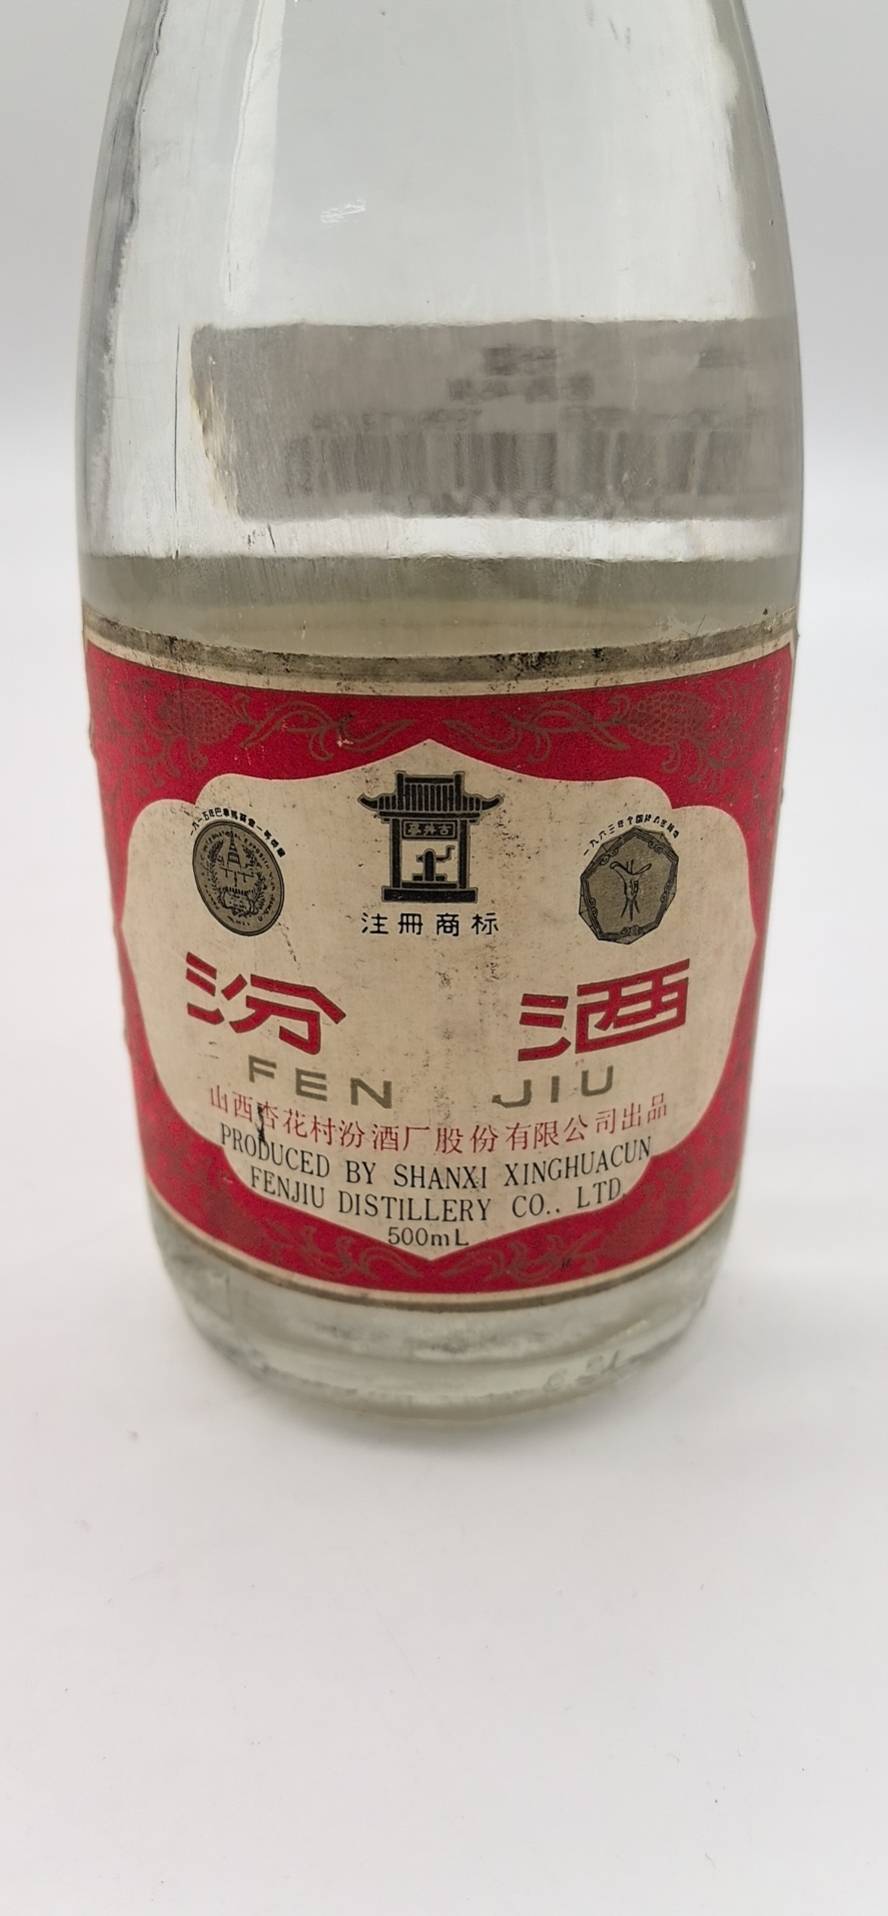 古井亭
注冊商标
汾酒
FEN JIU
山西杏花村汾酒厂股份有限公司出品
PRODUCED BY SHANXI XINGHUACUN
FENJIU DISTILLERY CO., LTD.
500mL